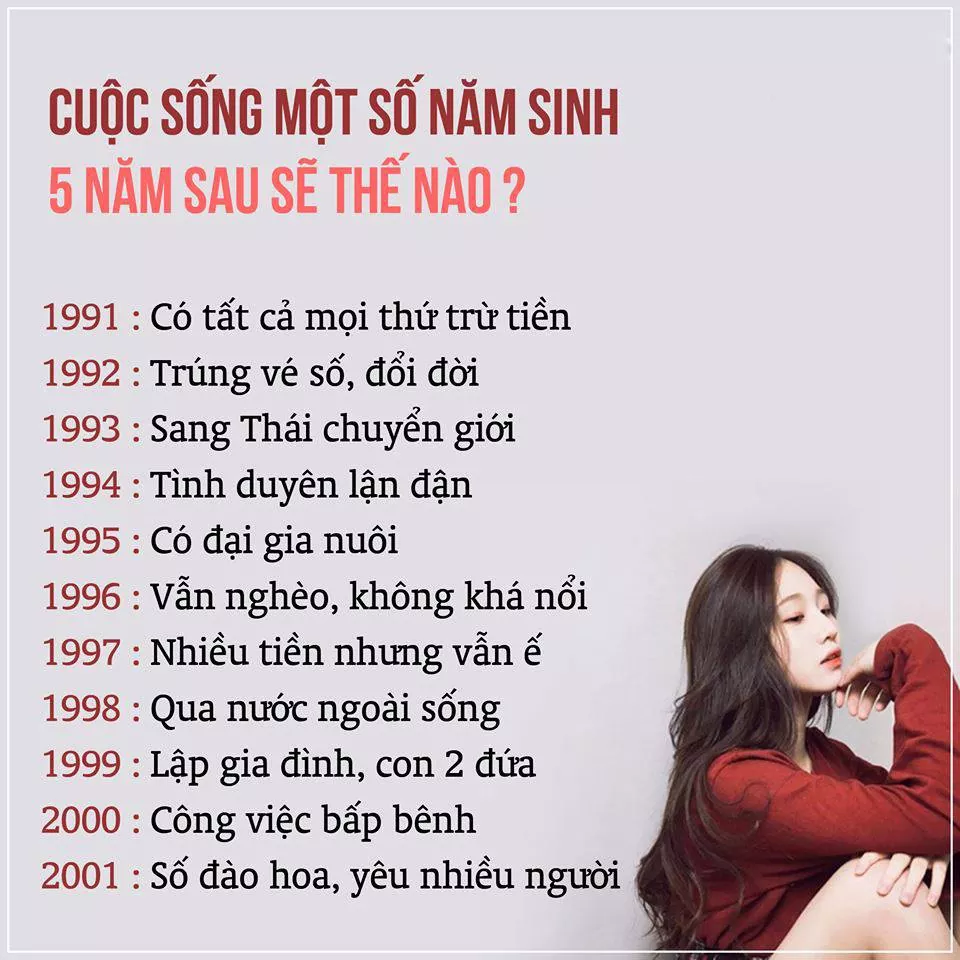 CUỘC SỐNG MỘT SỐ NĂM SINH
5 NĂM SAU SẼ THẾ NÀO ?
1991 : Có tất cả mọi thứ trừ tiền
1992 : Trúng vé số, đổi đời
1993 : Sang Thái chuyển giới
1994 : Tình duyên lận đận
1995 : Có đại gia nuôi
1996 : Vẫn nghèo, không khá nổi
1997 : Nhiều tiền nhưng vẫn ế
1998 : Qua nước ngoài sống
1999 : Lập gia đình, con 2 đứa
2000 : Công việc bấp bênh
2001 : Số đào hoa, yêu nhiều người